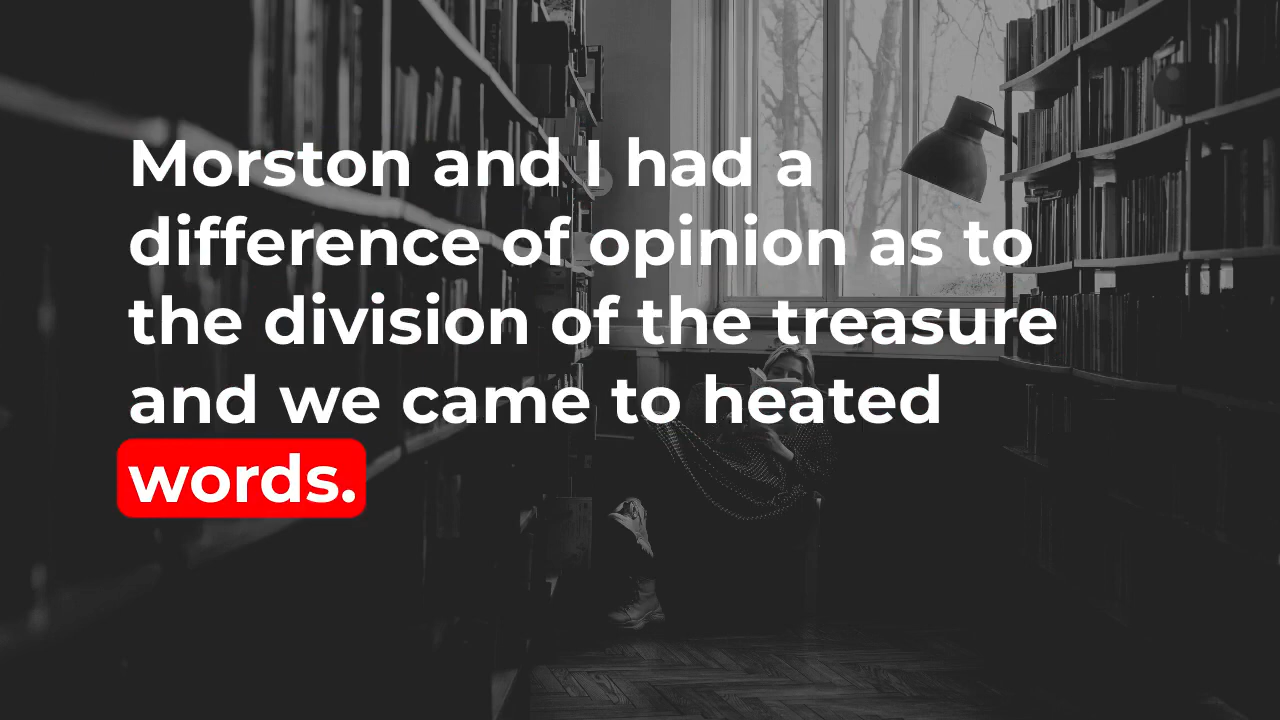 Morston and I had a
difference of opinion as to
the division of the treasure
and we came to heated
words.